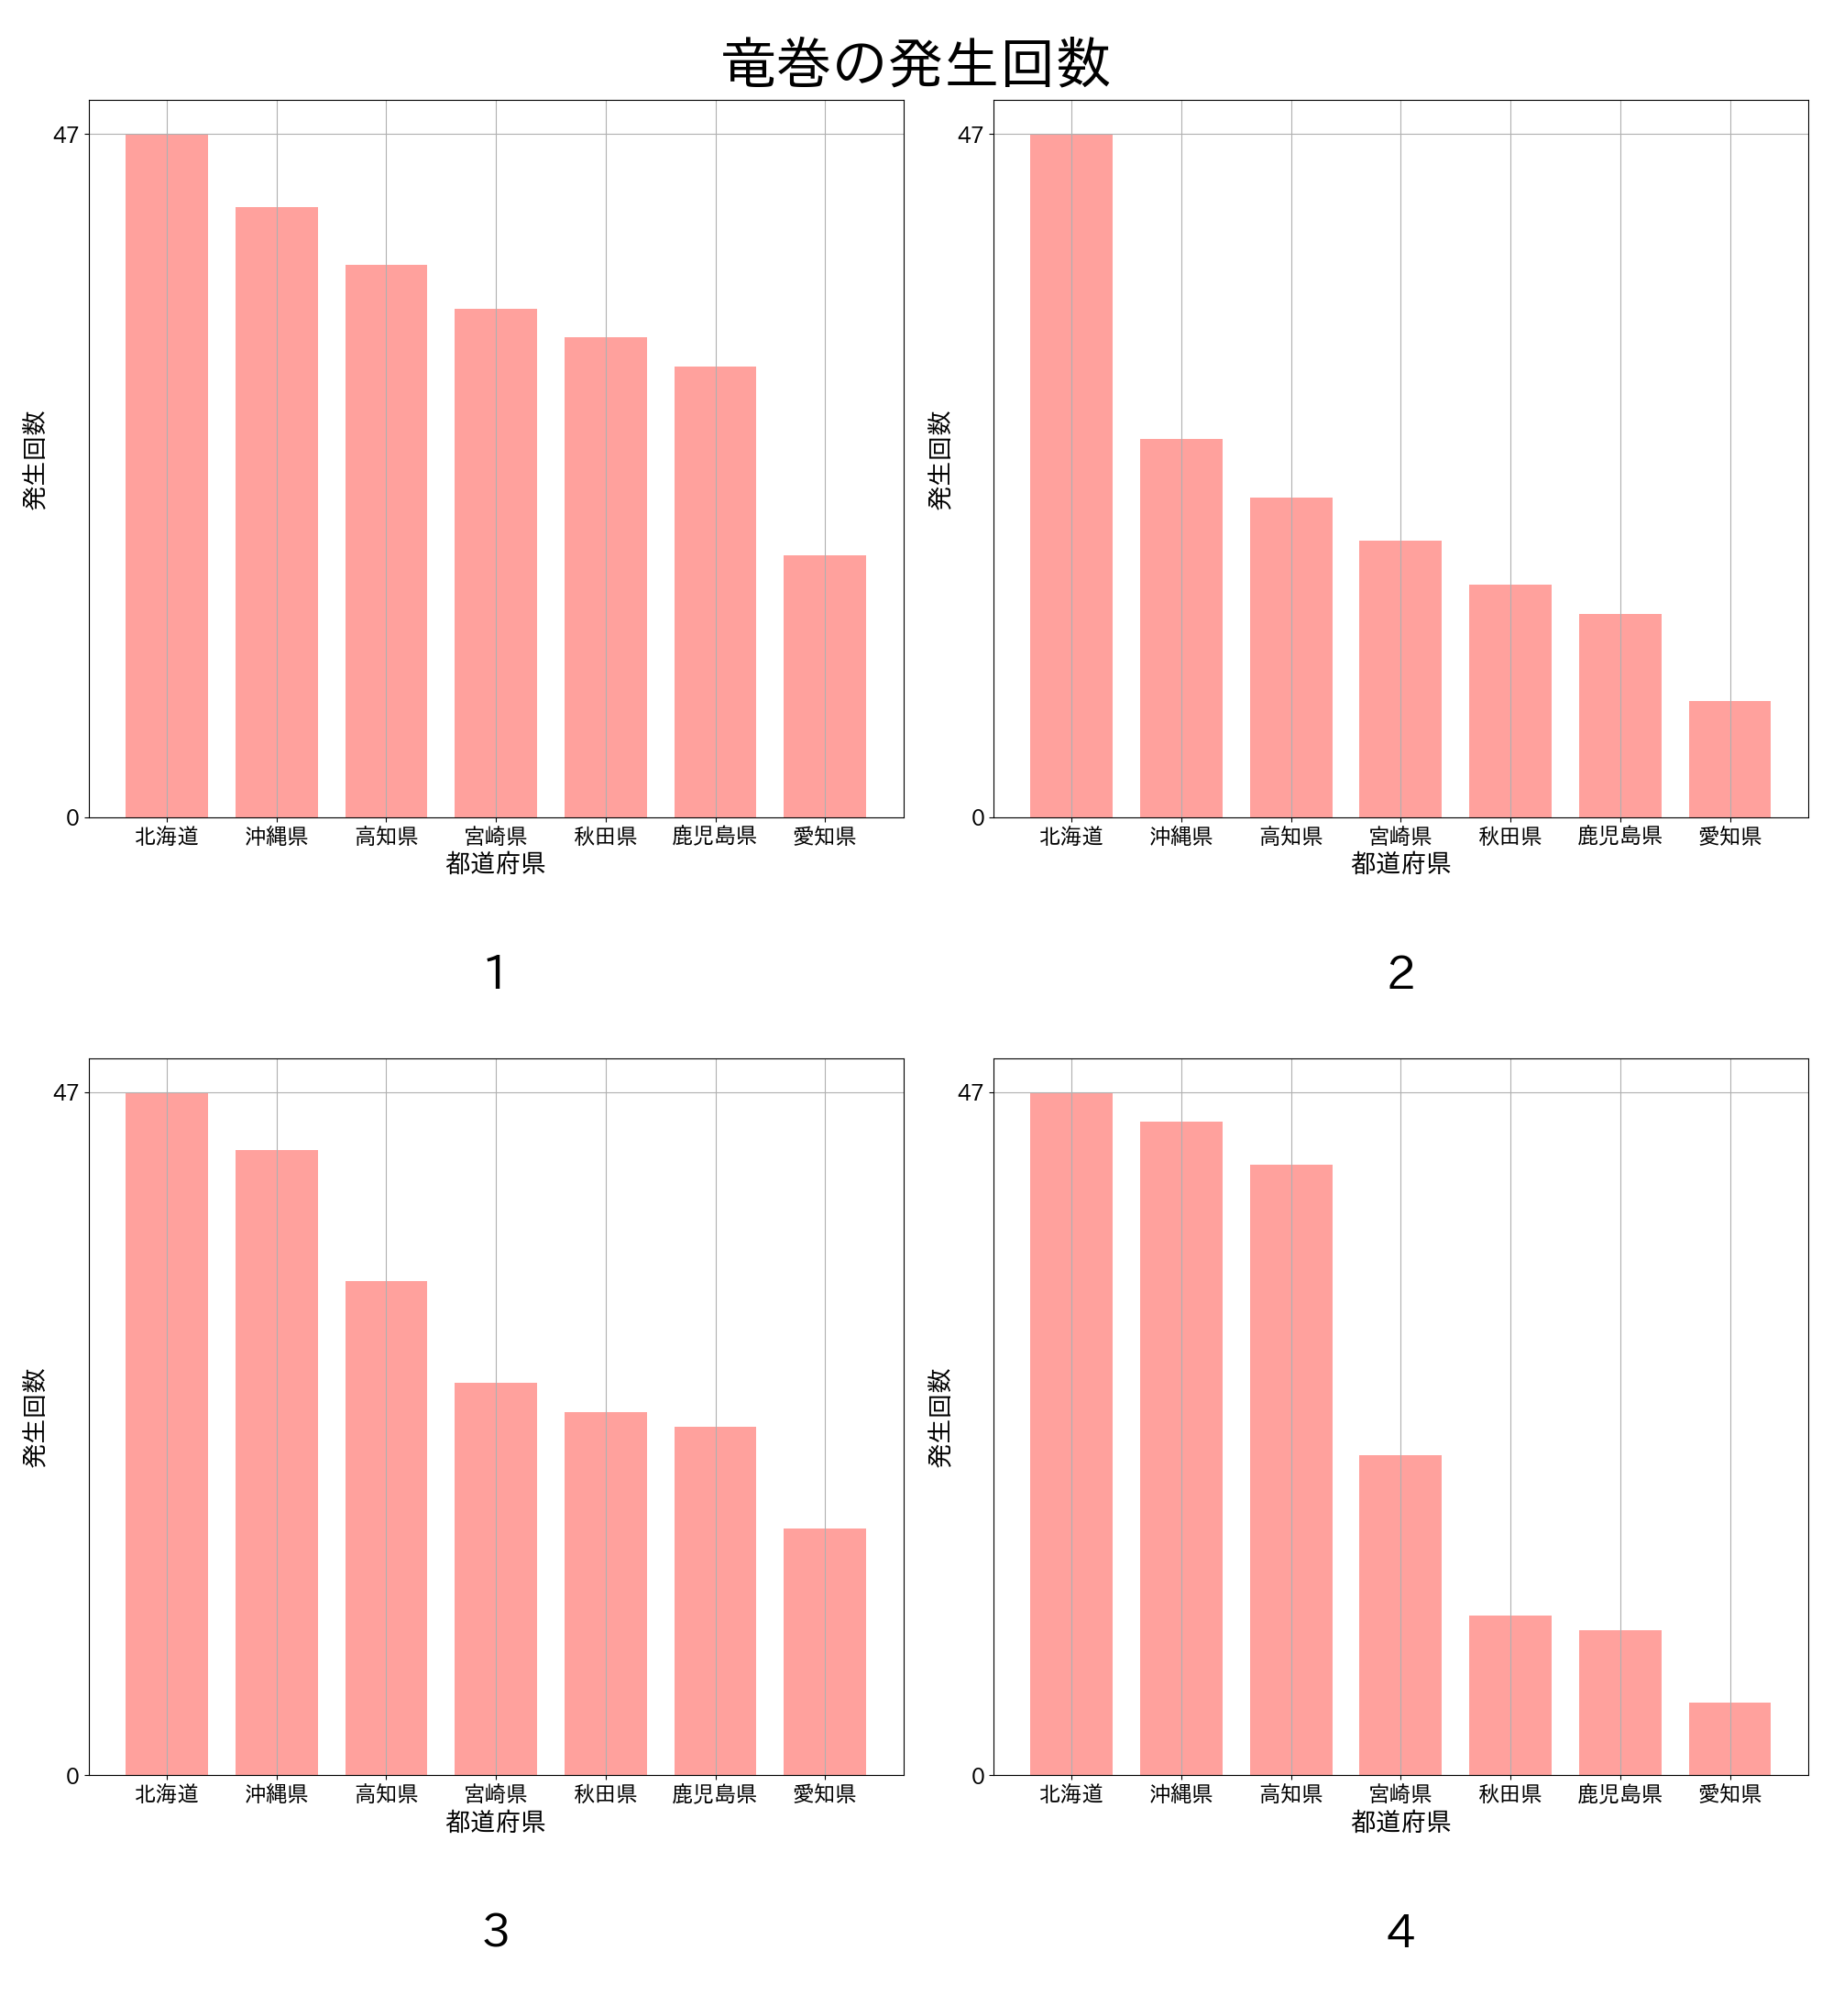 竜巻の発生回数
47
発生回数
0
北海道 沖縄県 高知県 宮崎県 秋田県 鹿児島県 愛知県
都道府県
1
47
発生回数
0
北海道 沖縄県 高知県 宮崎県 秋田県 鹿児島県 愛知県
都道府県
2
47
発生回数
0
北海道 沖縄県 高知県 宮崎県 秋田県 鹿児島県 愛知県
都道府県
3
47
発生回数
0
北海道 沖縄県 高知県 宮崎県 秋田県 鹿児島県 愛知県
都道府県
4